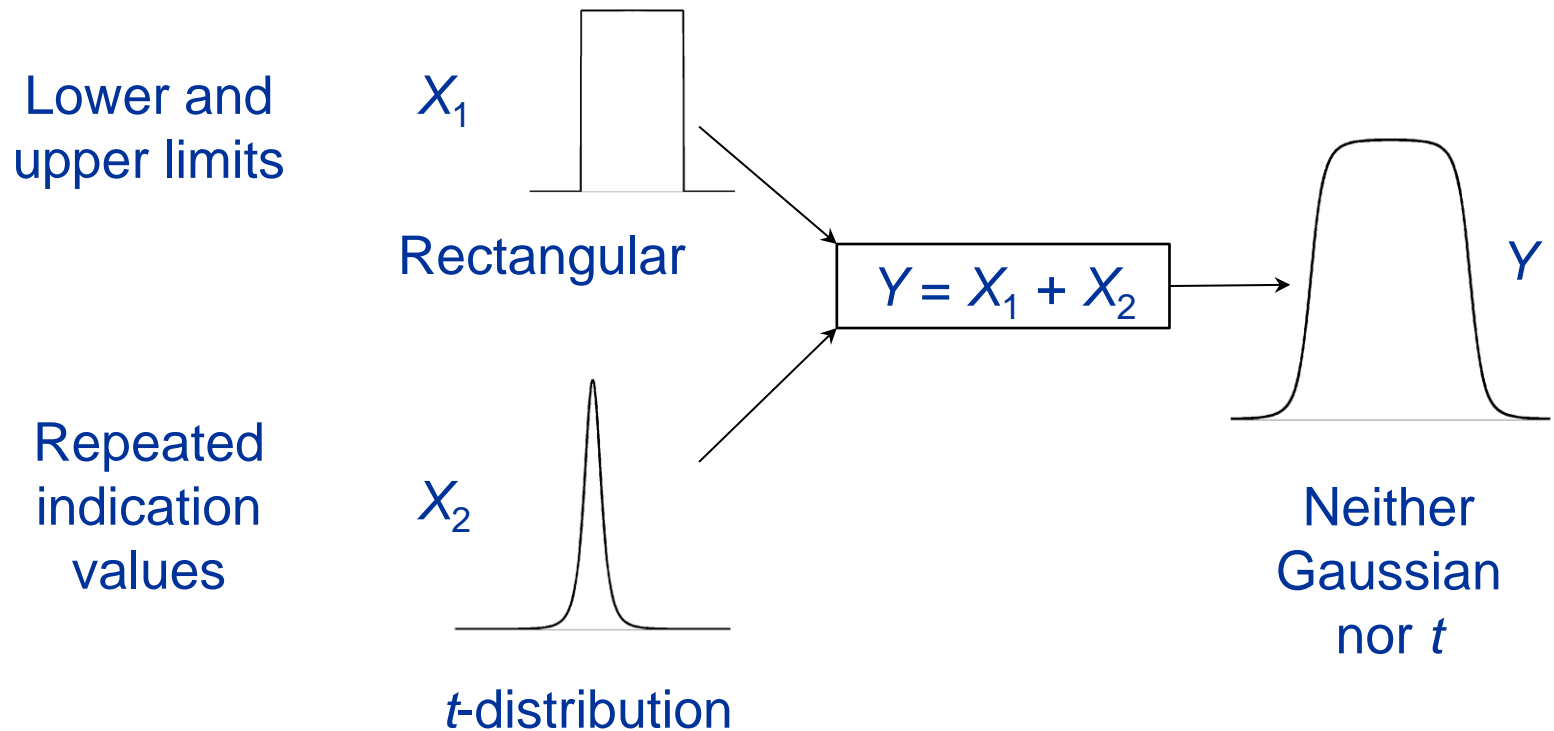 Lower and
upper limits
X₁
Rectangular
Y = X₁ + X₂
Y
Repeated
indication
values
X₂
t-distribution
Neither
Gaussian
nor t